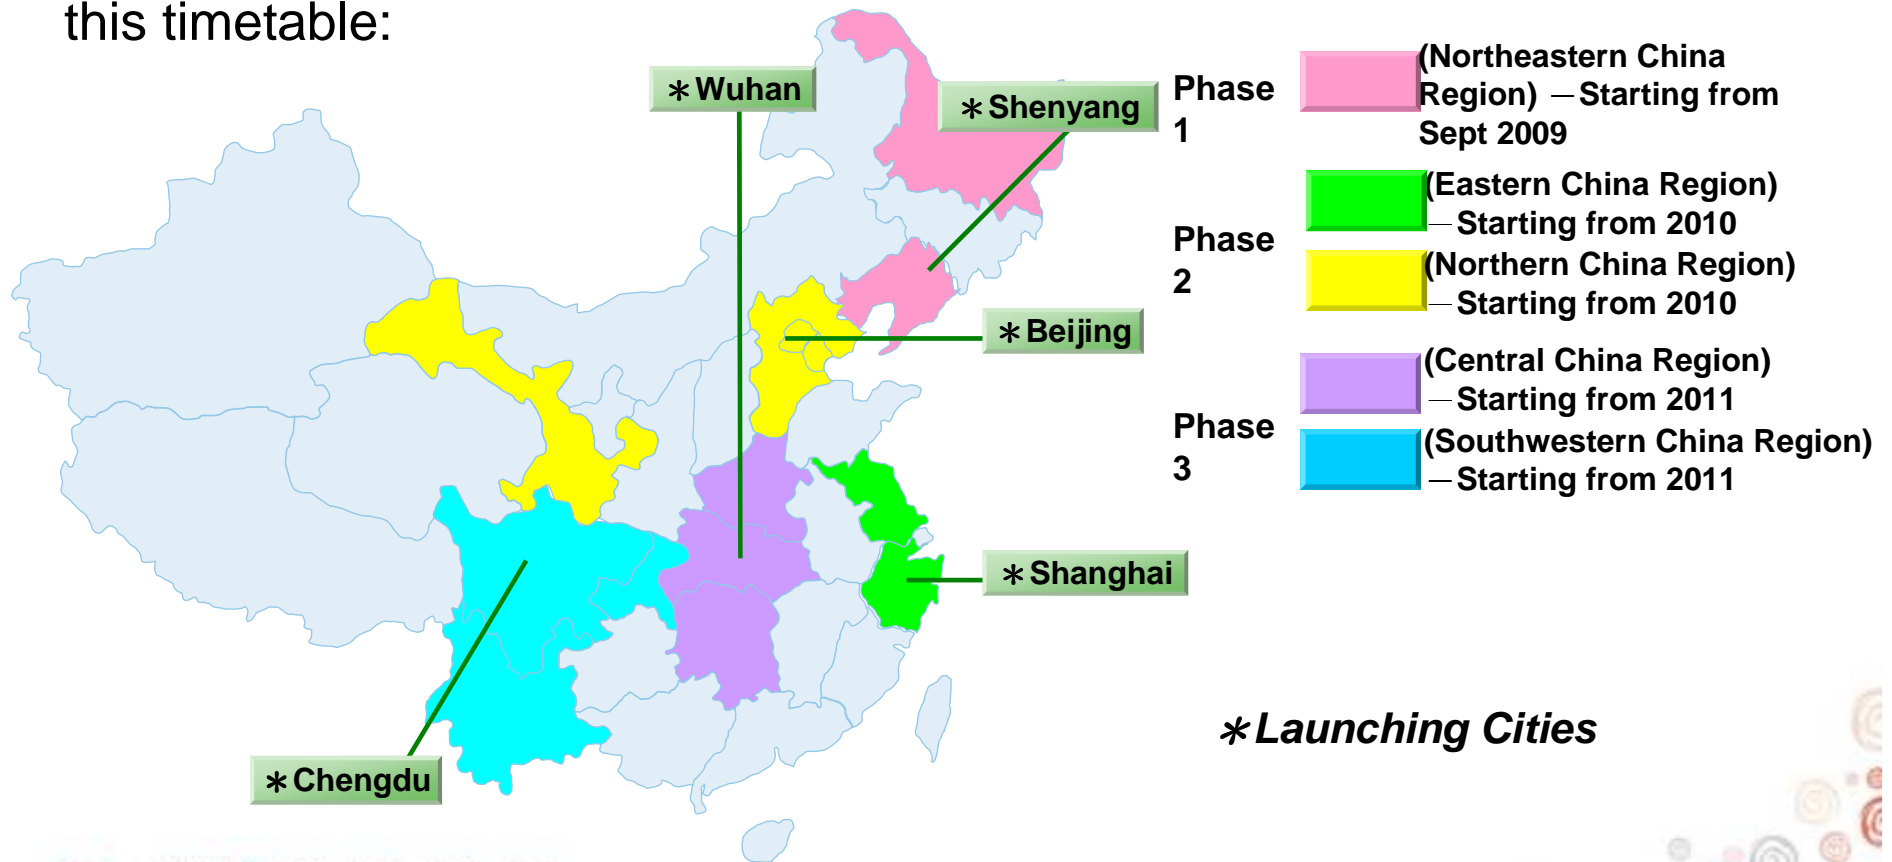 this timetable:
＊Wuhan
＊Shenyang
＊Beijing
＊Shanghai
＊Chengdu
Phase
1
(Northeastern China
Region) —Starting from
Sept 2009
Phase
2
(Eastern China Region)
—Starting from 2010
(Northern China Region)
—Starting from 2010
Phase
3
(Central China Region)
—Starting from 2011
(Southwestern China Region)
—Starting from 2011
＊Launching Cities